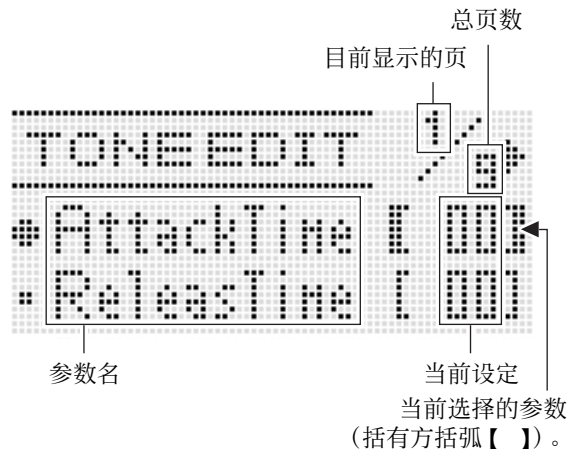 总页数
目前显示的页
TONE EDIT 1/9
AttackTime【 00】
ReleasTime [ 00]
参数名
当前设定
当前选择的参数
（括有方括弧【 】）。